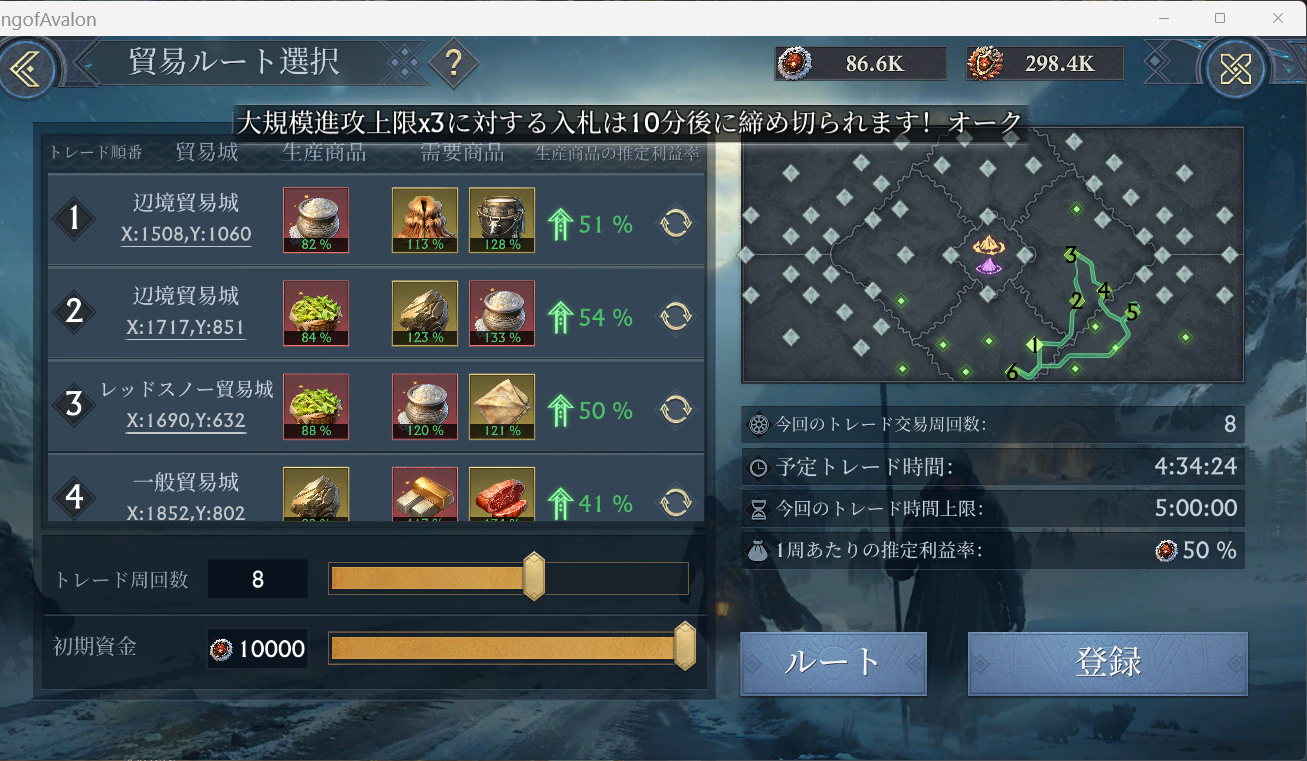 ngofAvalon
貿易ルート選択
?
86.6K
298.4K
大規模進攻上限x3に対する入札は10分後に締め切られます! オーク
トレード順番 貿易城 生産商品 需要商品 生産商品の推定利益率
1 辺境貿易城
X:1508,Y:1060
82 % 113 % 128 %
51 %
2 辺境貿易城
X:1717,Y:851
84 % 123 % 133 %
54 %
3 レッドスノー貿易城
X:1690,Y:632
88 % 120 % 121 %
50 %
4 一般貿易城
X:1852,Y:802
41 %
トレード周回数 8
初期資金 10000
3
2 4
5
1
6
今回のトレード交易周回数: 8
予定トレード時間: 4:34:24
今回のトレード時間上限: 5:00:00
1周あたりの推定利益率: 50 %
ルート
登録